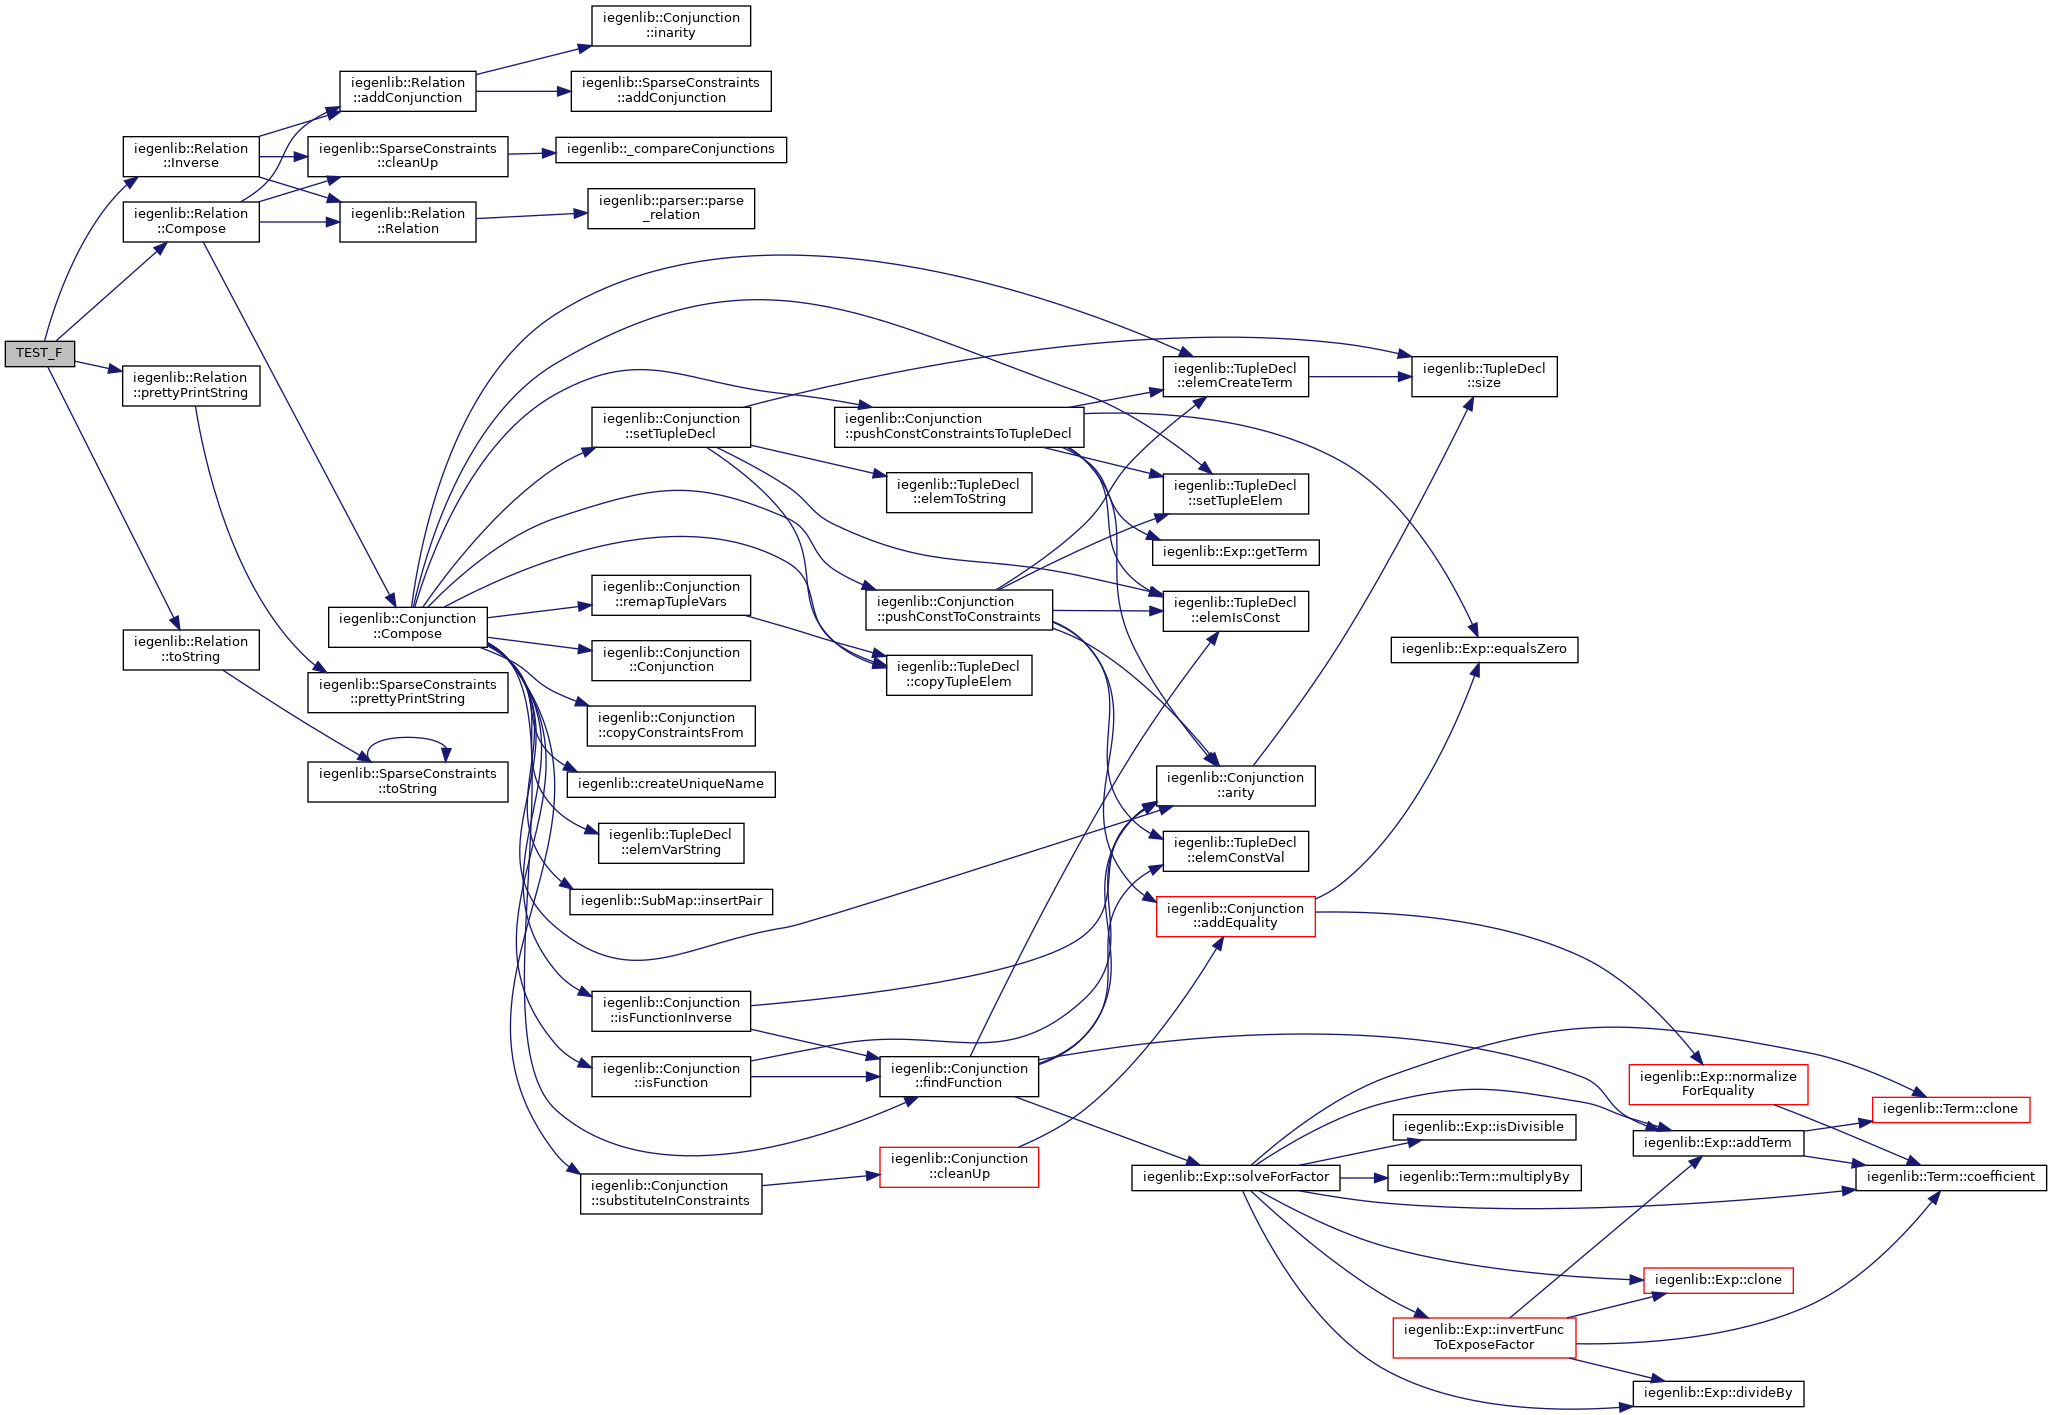 TEST_F
iegenlib::Relation
::Inverse
iegenlib::Relation
::Compose
iegenlib::Relation
::prettyPrintString
iegenlib::Relation
::toString
iegenlib::Relation
::addConjunction
iegenlib::SparseConstraints
::cleanUp
iegenlib::Relation
::Relation
iegenlib::Conjunction
::Compose
iegenlib::SparseConstraints
::prettyPrintString
iegenlib::SparseConstraints
::toString
iegenlib::Conjunction
::inarity
iegenlib::SparseConstraints
::addConjunction
iegenlib::_compareConjunctions
iegenlib::parser::parse
_relation
iegenlib::Conjunction
::setTupleDecl
iegenlib::Conjunction
::remapTupleVars
iegenlib::Conjunction
::Conjunction
iegenlib::Conjunction
::copyConstraintsFrom
iegenlib::createUniqueName
iegenlib::TupleDecl
::elemVarString
iegenlib::SubMap::insertPair
iegenlib::Conjunction
::isFunctionInverse
iegenlib::Conjunction
::isFunction
iegenlib::Conjunction
::substituteInConstraints
iegenlib::Conjunction
::pushConstConstraintsToTupleDecl
iegenlib::TupleDecl
::elemToString
iegenlib::Conjunction
::pushConstToConstraints
iegenlib::TupleDecl
::copyTupleElem
iegenlib::Conjunction
::findFunction
iegenlib::Conjunction
::cleanUp
iegenlib::TupleDecl
::elemCreateTerm
iegenlib::TupleDecl
::setTupleElem
iegenlib::Exp::getTerm
iegenlib::TupleDecl
::elemIsConst
iegenlib::Conjunction
::arity
iegenlib::TupleDecl
::elemConstVal
iegenlib::Conjunction
::addEquality
iegenlib::Exp::solveForFactor
iegenlib::TupleDecl
::size
iegenlib::Exp::equalsZero
iegenlib::Exp::isDivisible
iegenlib::Term::multiplyBy
iegenlib::Exp::invertFunc
ToExposeFactor
iegenlib::Exp::normalize
ForEquality
iegenlib::Exp::addTerm
iegenlib::Exp::clone
iegenlib::Exp::divideBy
iegenlib::Term::clone
iegenlib::Term::coefficient